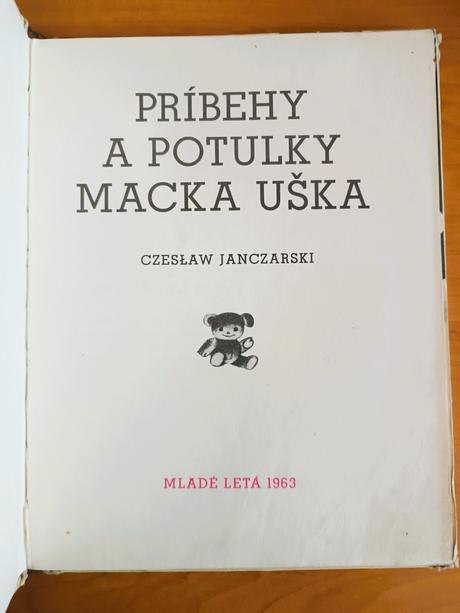 PRÍBEHY
A POTULKY
MACKA UŠKA
CZESŁAW JANCZARSKI
MLADÉ LETÁ 1963